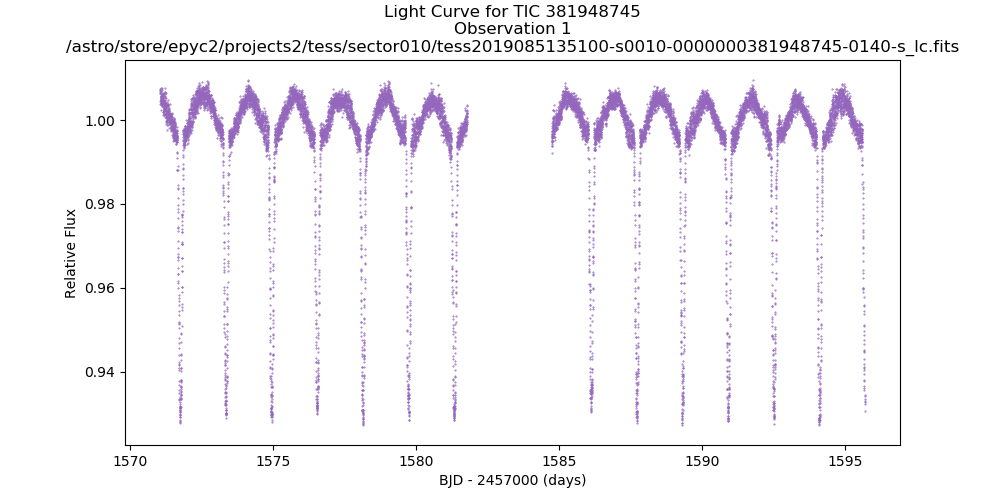 Light Curve for TIC 381948745
Observation 1
/astro/store/epyc2/projects2/tess/sector010/tess2019085135100-s0010-0000000381948745-0140-s_lc.fits
1.00
0.98
0.96
0.94
Relative Flux
1570
1575
1580
1585
1590
1595
BJD - 2457000 (days)